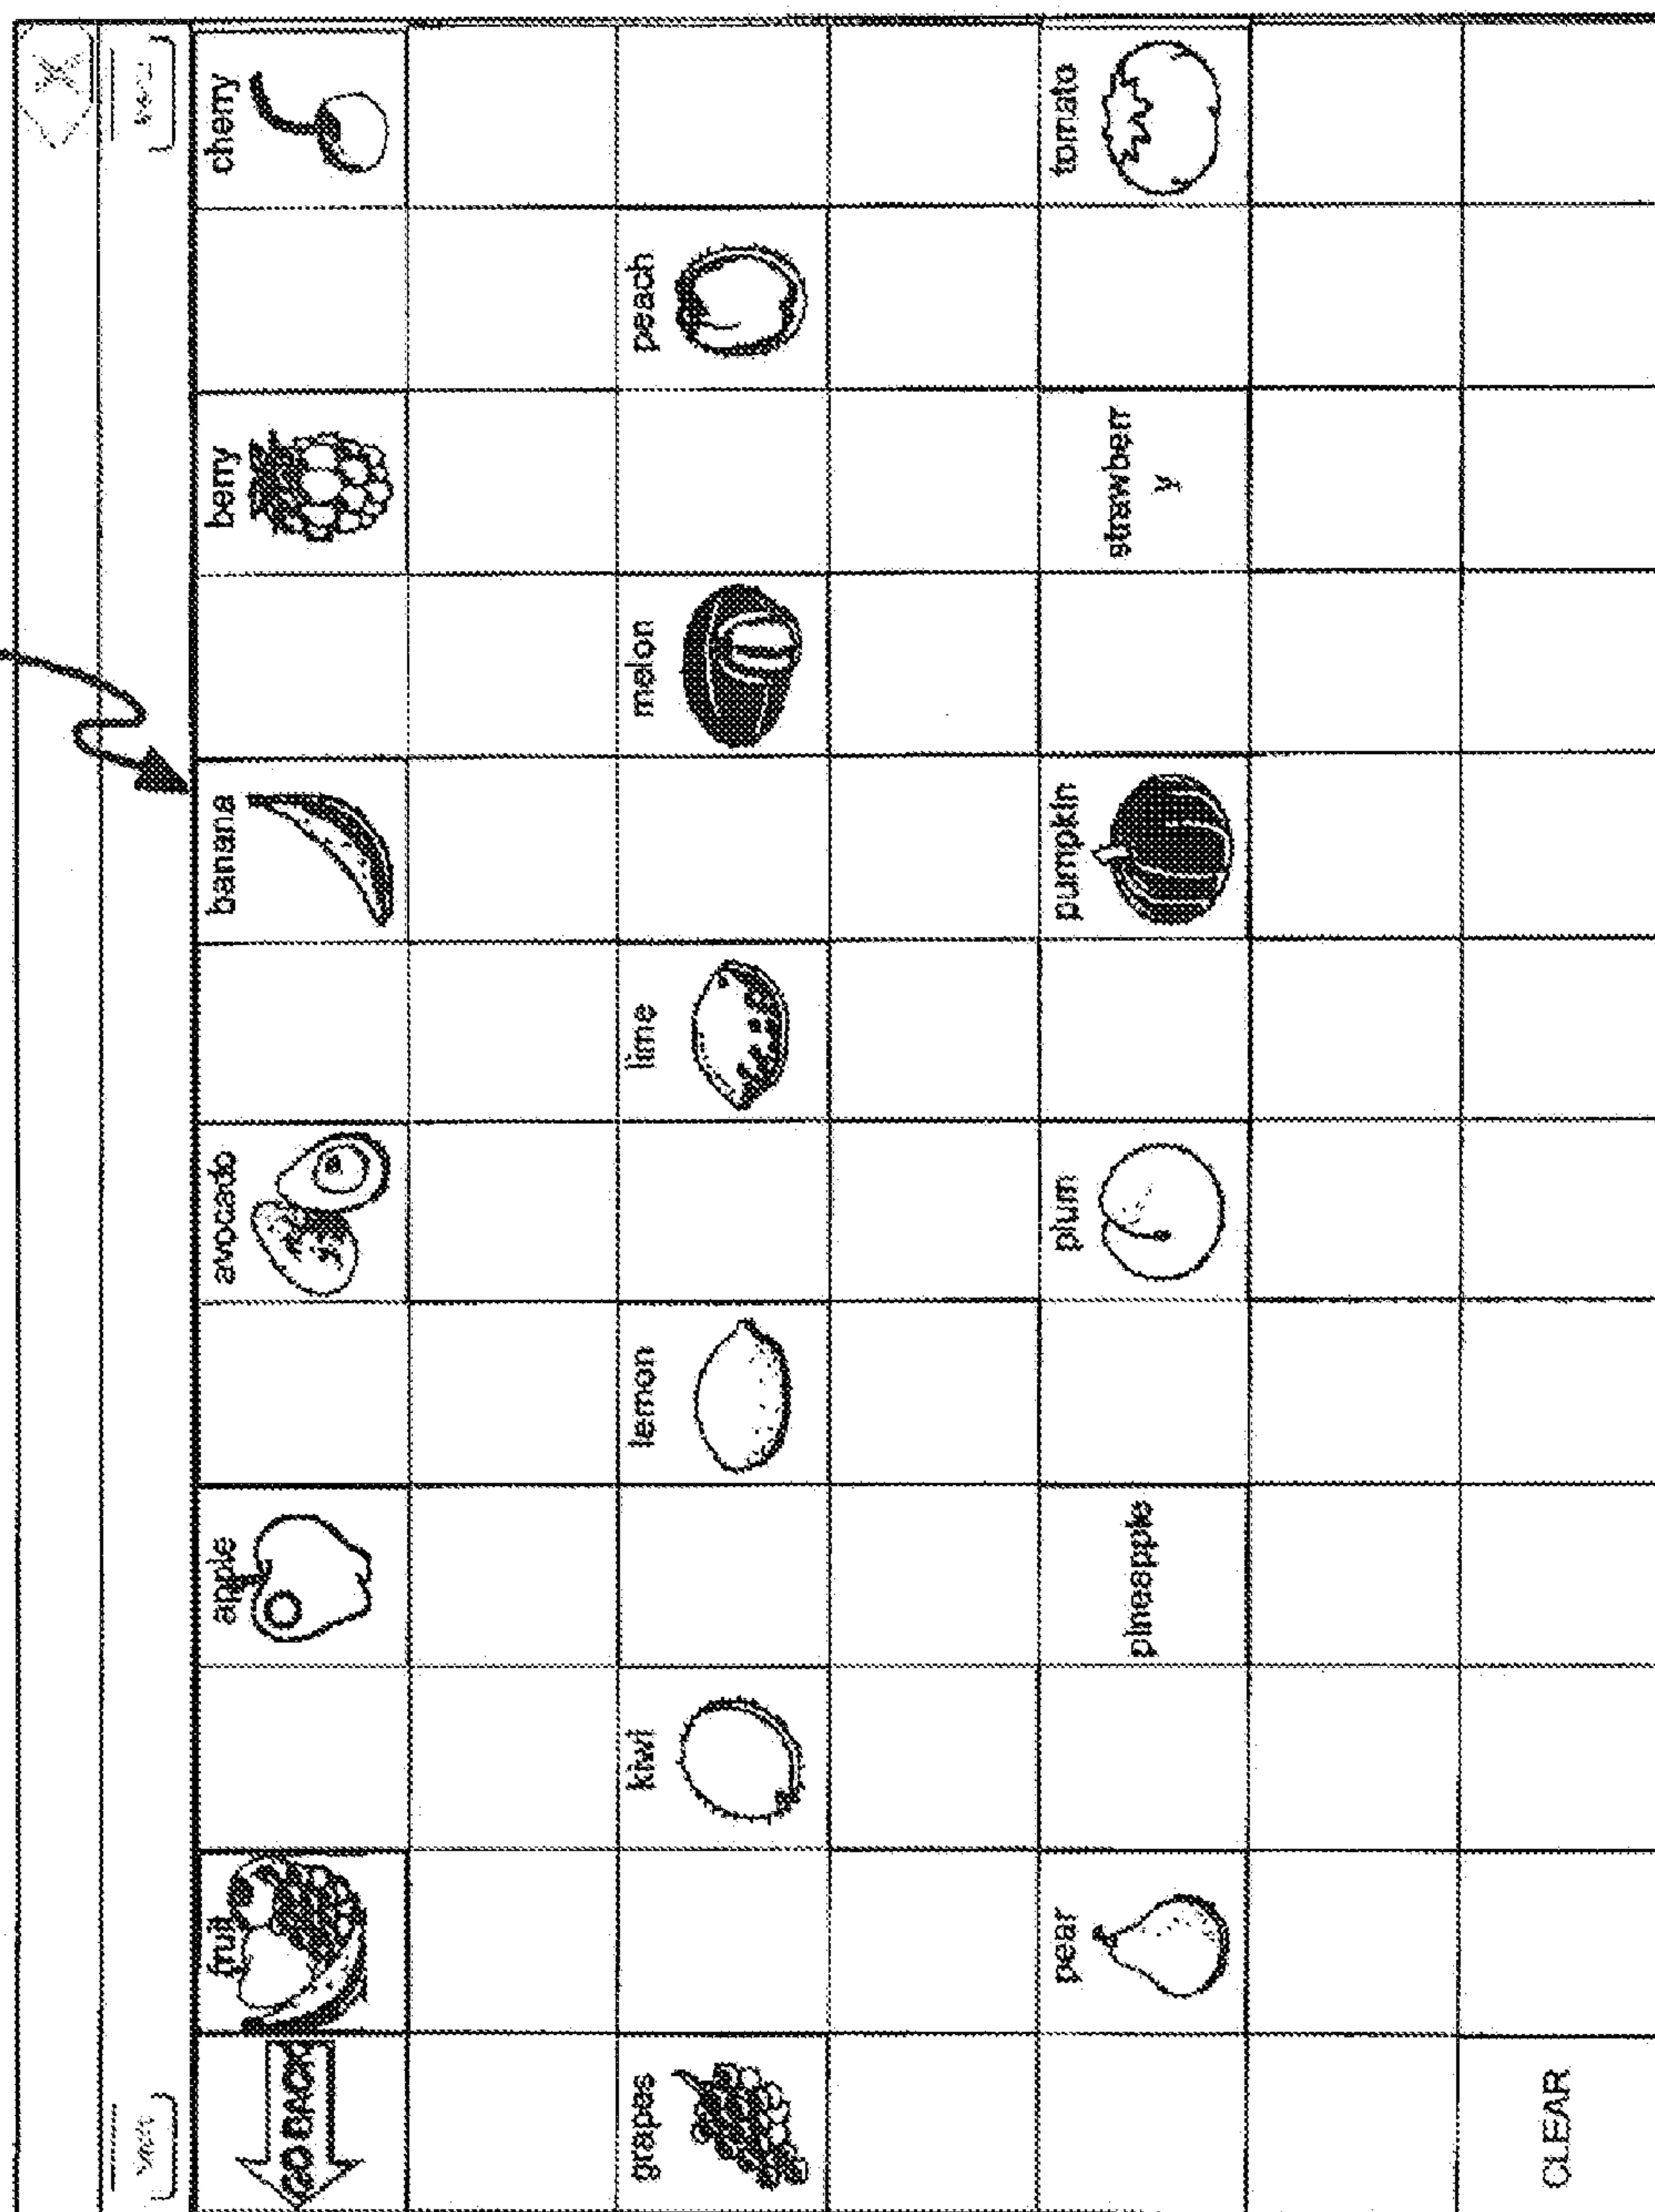 GO BACK
fruit
apple
avocado
banana
berry
cherry
grapes
kiwi
lemon
lime
melon
peach
pear
pineapple
plum
pumpkin
strawberr
y
tomato
CLEAR